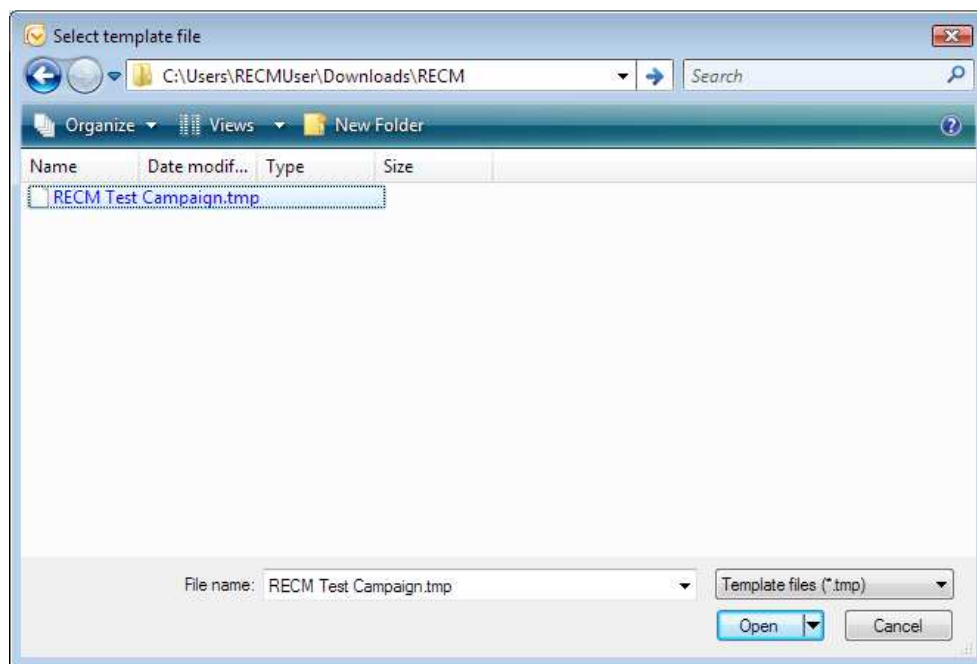 Select template file
C:\Users\RECMUser\Downloads\RECM Search
Organize Views New Folder
Name Date modif... Type Size
RECM Test Campaign.tmp
File name: RECM Test Campaign.tmp Template files (*.tmp)
Open Cancel